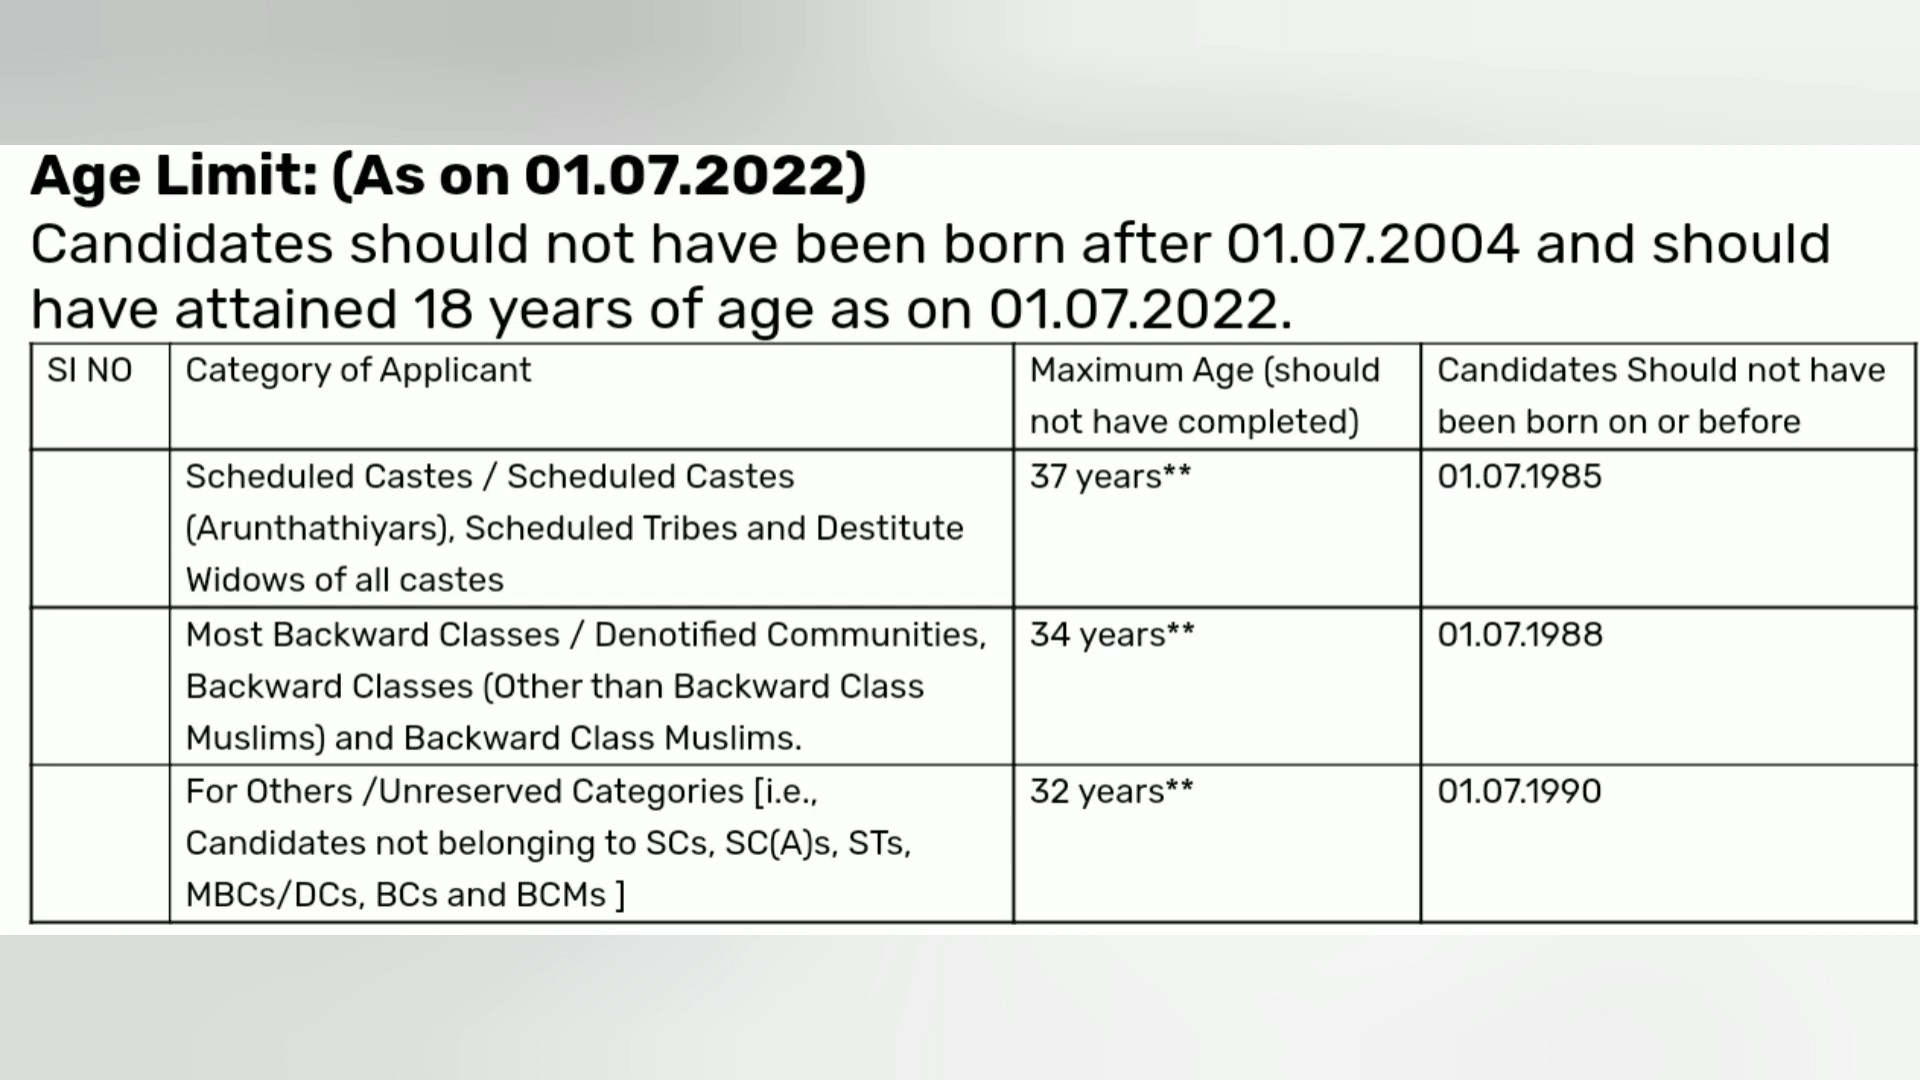 Age Limit: (As on 01.07.2022)
Candidates should not have been born after 01.07.2004 and should
have attained 18 years of age as on 01.07.2022.
SI NO
Category of Applicant
Maximum Age (should
not have completed)
Candidates Should not have
been born on or before
Scheduled Castes / Scheduled Castes
(Arunthathiyars), Scheduled Tribes and Destitute
Widows of all castes
37 years**
01.07.1985
Most Backward Classes / Denotified Communities,
Backward Classes (Other than Backward Class
Muslims) and Backward Class Muslims.
34 years**
01.07.1988
For Others /Unreserved Categories [i.e.,
Candidates not belonging to SCs, SC(A)s, STs,
MBCs/DCs, BCs and BCMs ]
32 years**
01.07.1990